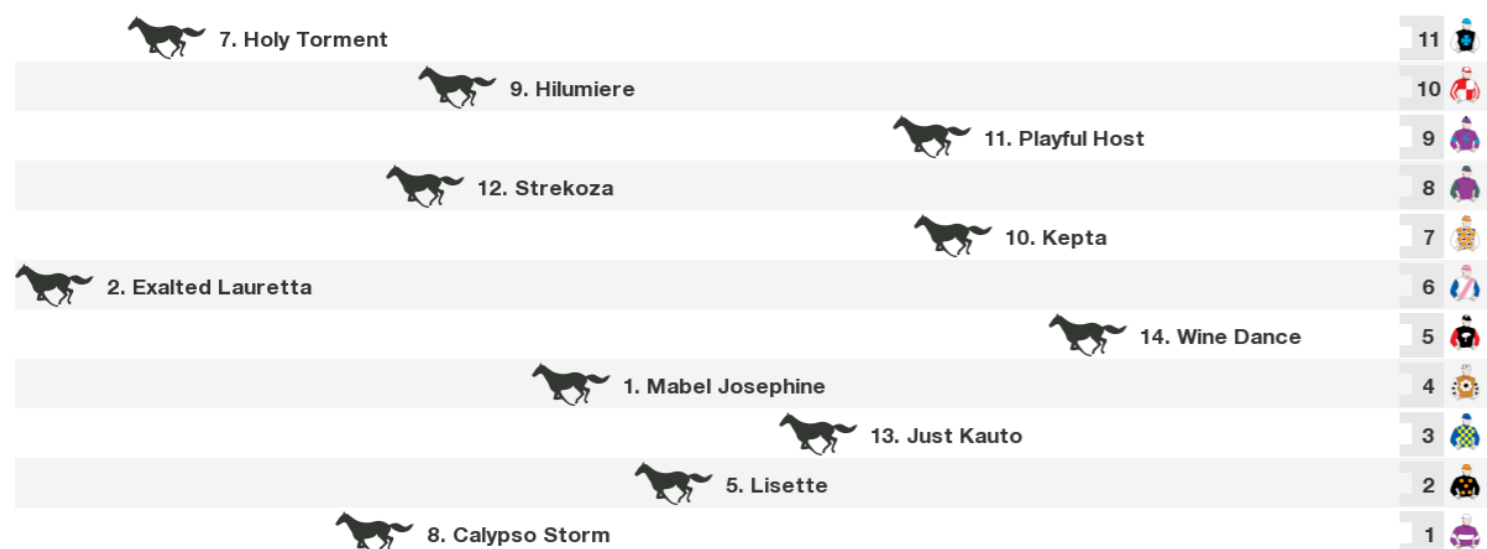 7. Holy Torment 11
9. Hilumiere 10
11. Playful Host 9
12. Strekoza 8
10. Kepta 7
2. Exalted Lauretta 6
14. Wine Dance 5
1. Mabel Josephine 4
13. Just Kauto 3
5. Lisette 2
8. Calypso Storm 1